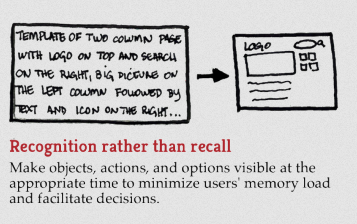 TEMPLATE OF TWO COLUMN PAGE
WITH LOGO ON TOP AND SEARCH
ON THE RIGHT, BIG PICTURE ON
THE LEFT COLUMN FOLLOWED BY
TEXT AND ICON ON THE RIGHT...
LOGO
Recognition rather than recall
Make objects, actions, and options visible at the
appropriate time to minimize users' memory load
and facilitate decisions.